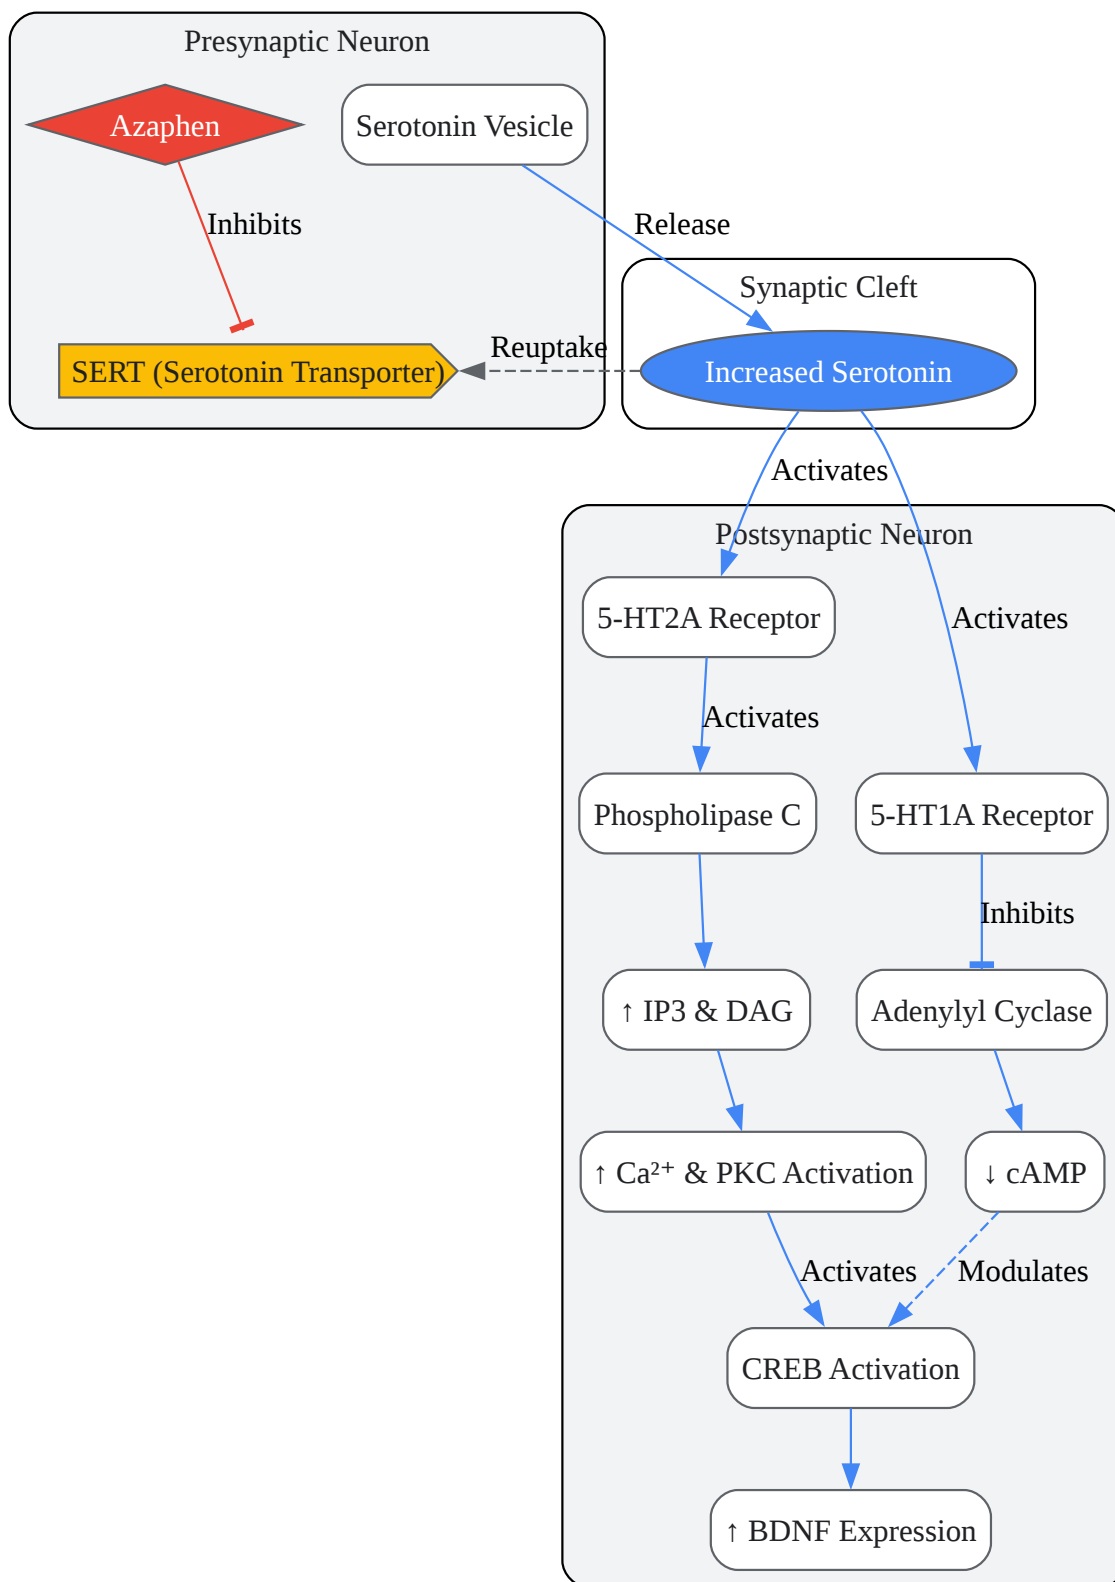 Presynaptic Neuron
Azaphen
Serotonin Vesicle
Inhibits
Release
Synaptic Cleft
SERT (Serotonin Transporter)
Reuptake
Increased Serotonin
Activates
Postsynaptic Neuron
5-HT2A Receptor
Activates
Activates
Phospholipase C
5-HT1A Receptor
Inhibits
↑ IP3 & DAG
Adenylyl Cyclase
↑ Ca²⁺ & PKC Activation
↓ cAMP
Activates
Modulates
CREB Activation
↑ BDNF Expression